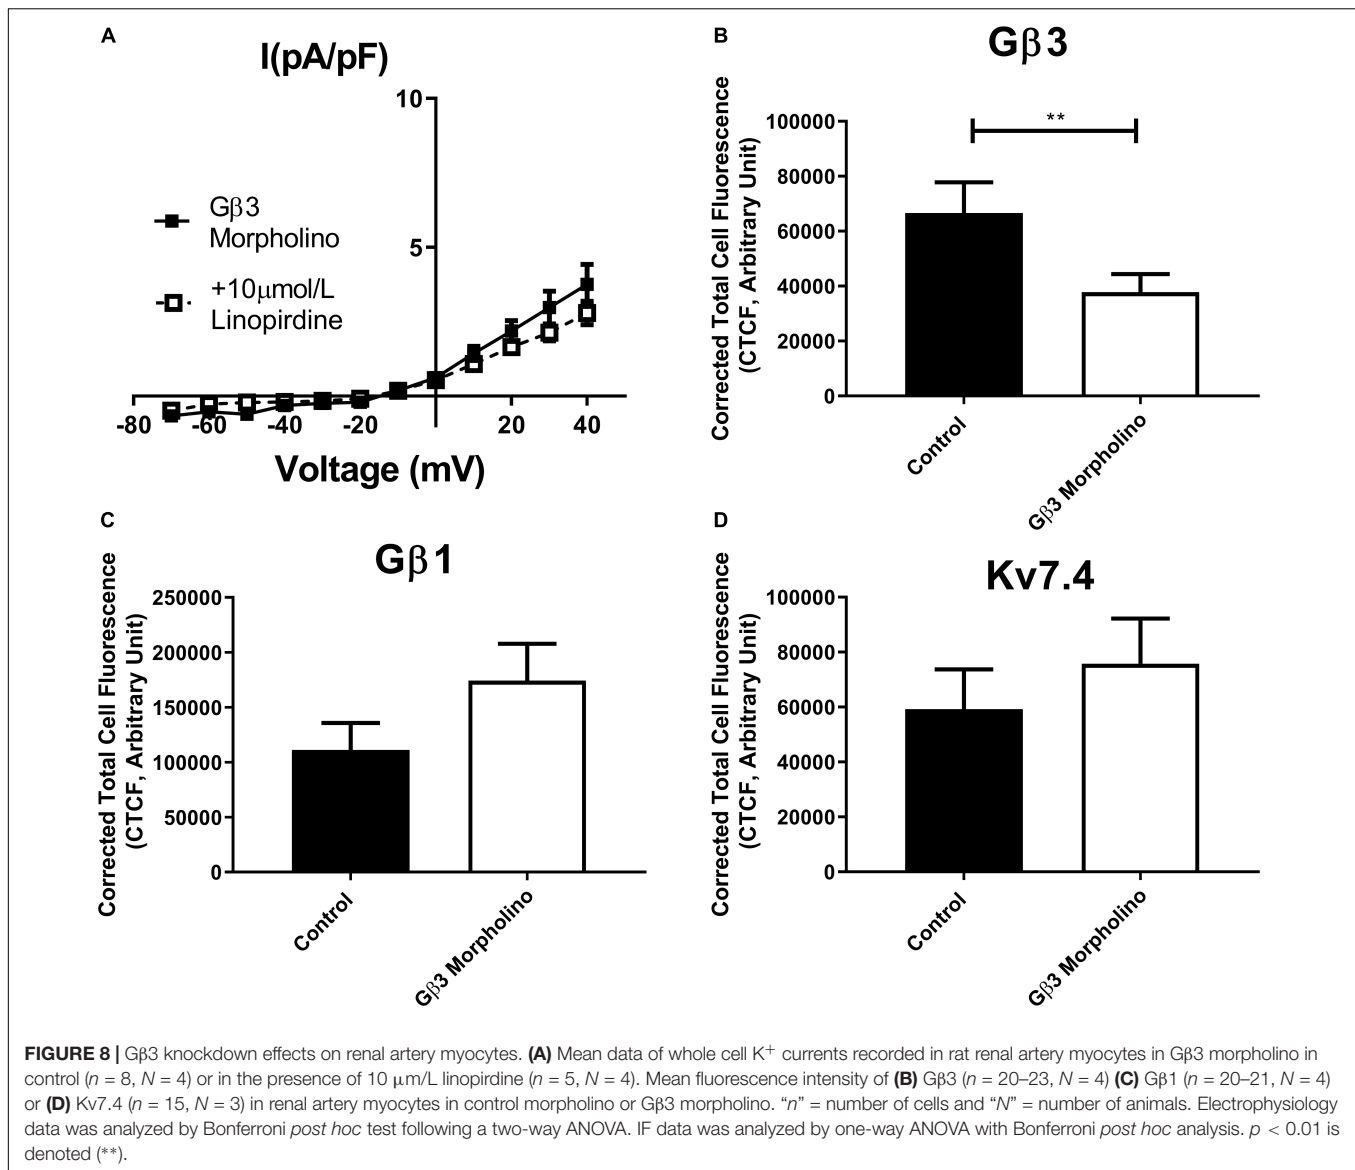 A
I(pA/pF)
10
5
Gβ3
Morpholino
+10μmol/L
Linopirdine
-80 -60 -40 -20 20 40
Voltage (mV)
B
Gβ3
Corrected Total Cell Fluorescence
(CTCF, Arbitrary Unit)
100000
80000
60000
40000
20000
0
**
Control
Gβ3 Morpholino
C
Gβ1
Corrected Total Cell Fluorescence
(CTCF, Arbitrary Unit)
250000
200000
150000
100000
50000
0
Control
Gβ3 Morpholino
D
Kv7.4
Corrected Total Cell Fluorescence
(CTCF, Arbitrary Unit)
100000
80000
60000
40000
20000
0
Control
Gβ3 Morpholino
FIGURE 8 | Gβ3 knockdown effects on renal artery myocytes. (A) Mean data of whole cell K⁺ currents recorded in rat renal artery myocytes in Gβ3 morpholino in
control (n = 8, N = 4) or in the presence of 10 μm/L linopirdine (n = 5, N = 4). Mean fluorescence intensity of (B) Gβ3 (n = 20–23, N = 4) (C) Gβ1 (n = 20–21, N = 4)
or (D) Kv7.4 (n = 15, N = 3) in renal artery myocytes in control morpholino or Gβ3 morpholino. “n” = number of cells and “N” = number of animals. Electrophysiology
data was analyzed by Bonferroni post hoc test following a two-way ANOVA. IF data was analyzed by one-way ANOVA with Bonferroni post hoc analysis. p < 0.01 is
denoted (**).